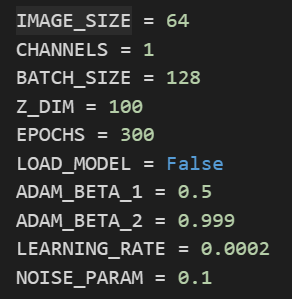 IMAGE_SIZE = 64
CHANNELS = 1
BATCH_SIZE = 128
Z_DIM = 100
EPOCHS = 300
LOAD_MODEL = False
ADAM_BETA_1 = 0.5
ADAM_BETA_2 = 0.999
LEARNING_RATE = 0.0002
NOISE_PARAM = 0.1